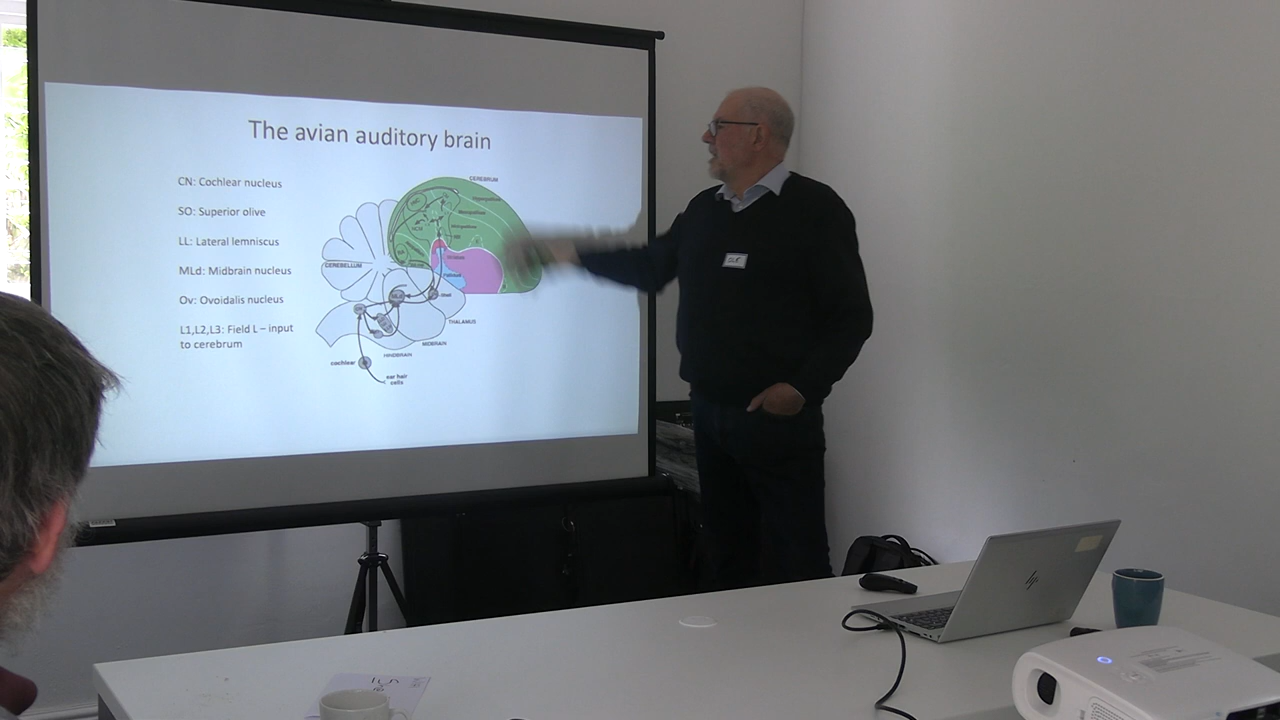 The avian auditory brain
CN: Cochlear nucleus
SO: Superior olive
LL: Lateral lemniscus
MLd: Midbrain nucleus
Ov: Ovoidalis nucleus
L1,L2,L3: Field L – input
to cerebrum
CEREBRUM
CEREBELLUM
THALAMUS
MIDBRAIN
HINDBRAIN
cochlear
ear hair
cells
hp